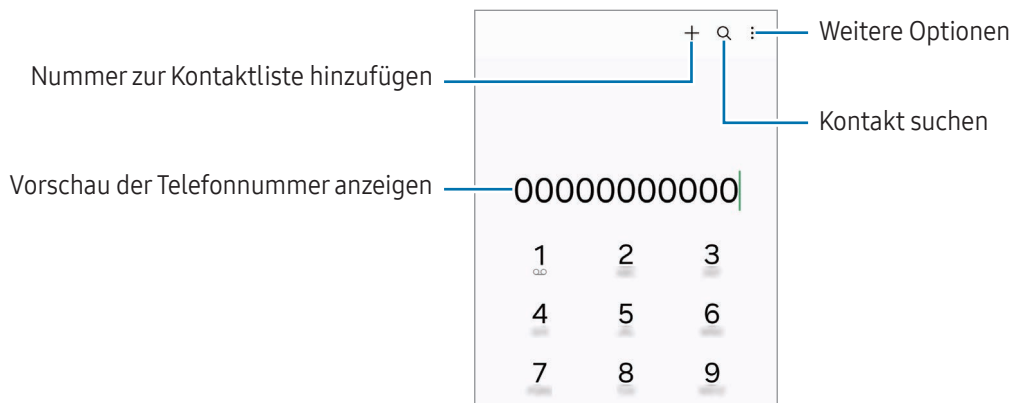 Weitere Optionen
Nummer zur Kontaktliste hinzufügen
Kontakt suchen
Vorschau der Telefonnummer anzeigen
00000000000
1 2 3
4 5 6
7 8 9